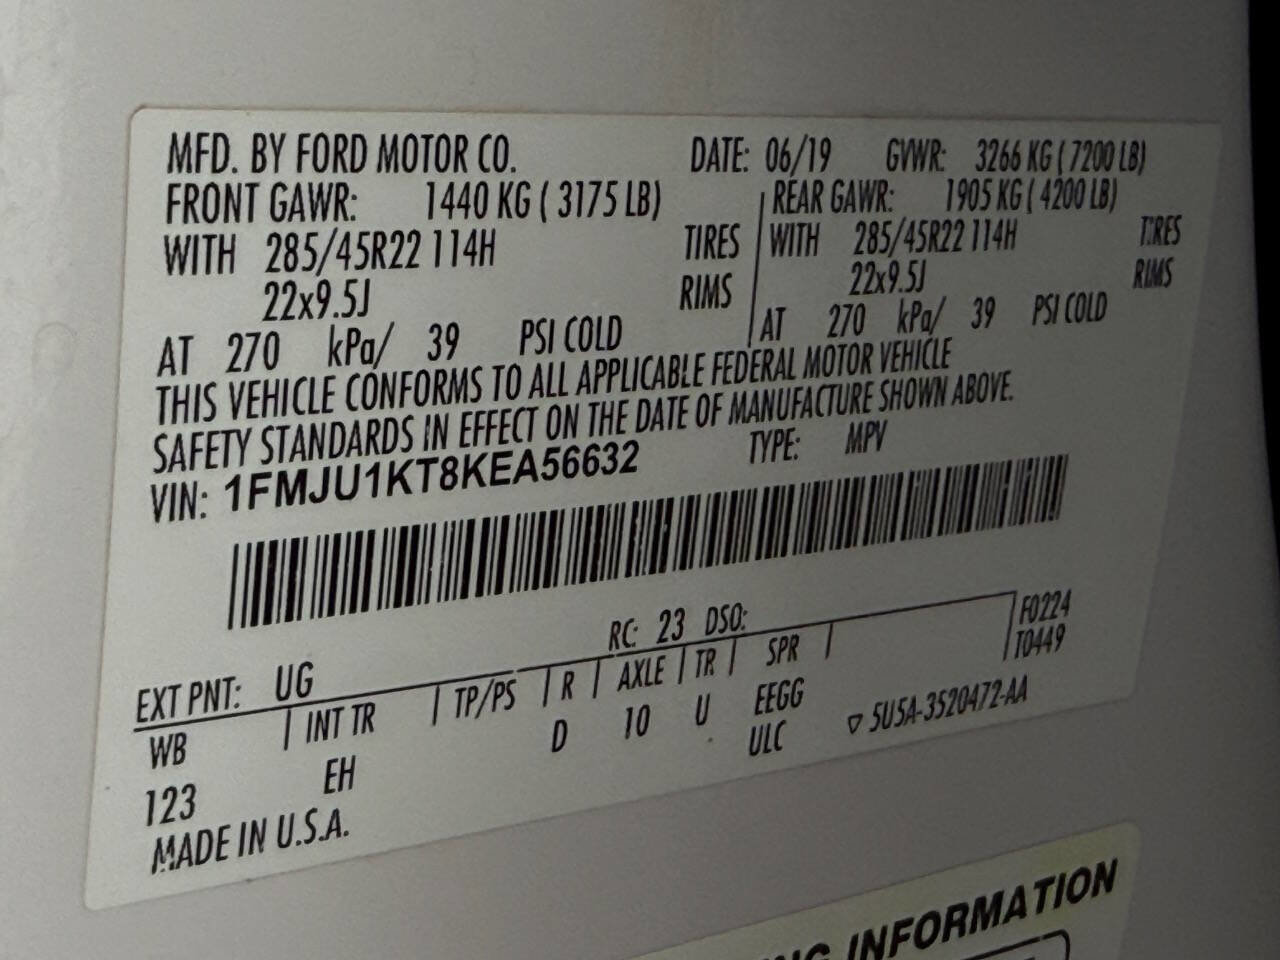 MFD. BY FORD MOTOR CO. DATE: 06/19 GVWR: 3266 KG ( 7200 LB)
FRONT GAWR: 1440 KG ( 3175 LB) REAR GAWR: 1905 KG ( 4200 LB)
WITH 285/45R22 114H TIRES WITH 285/45R22 114H TIRES
22x9.5J RIMS 22x9.5J RIMS
AT 270 kPa/ 39 PSI COLD AT 270 kPa/ 39 PSI COLD
THIS VEHICLE CONFORMS TO ALL APPLICABLE FEDERAL MOTOR VEHICLE
SAFETY STANDARDS IN EFFECT ON THE DATE OF MANUFACTURE SHOWN ABOVE.
VIN: 1FMJU1KT8KEA56632 TYPE: MPV
RC: 23 DSO: F0224
EXT PNT: UG T0449
WB INT TR TP/PS R AXLE TR SPR
123 EH D 10 U EEGG
ULC ▽ 5U5A-3520472-AA
MADE IN U.S.A.
INFORMATION